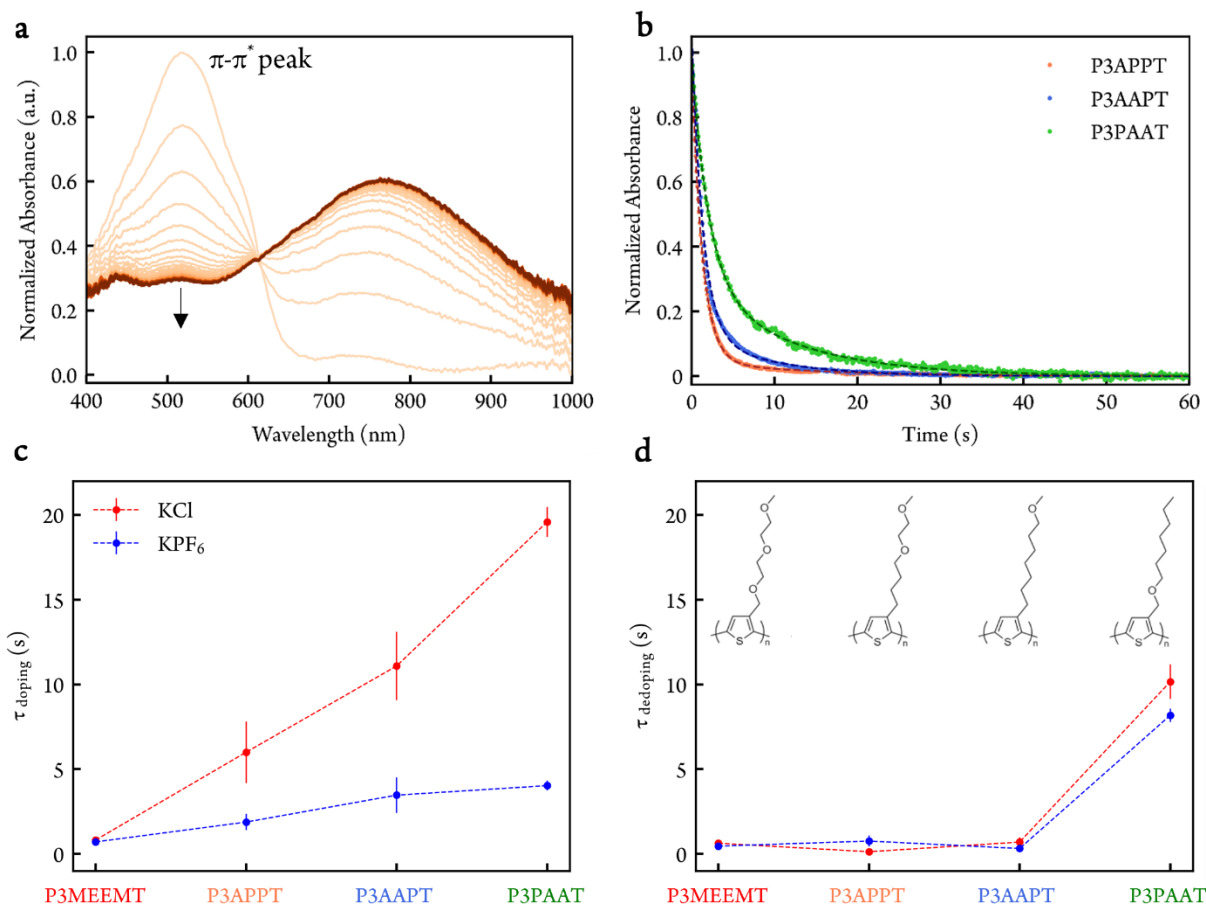 a
π-π* peak
Normalized Absorbance (a.u.)
1.0
0.8
0.6
0.4
0.2
0.0
400
500
600
700
800
900
1000
Wavelength (nm)
b
P3APPT
P3AAPT
P3PAAT
Normalized Absorbance
1.0
0.8
0.6
0.4
0.2
0
0
10
20
30
40
50
60
Time (s)
c
KCl
KPF₆
τ doping (s)
20
15
10
5
0
P3MEEMT
P3APPT
P3AAPT
P3PAAT
d
τ dedoping (s)
20
15
10
5
0
O
O
O
S
n
O
O
S
n
O
S
n
O
S
n
P3MEEMT
P3APPT
P3AAPT
P3PAAT